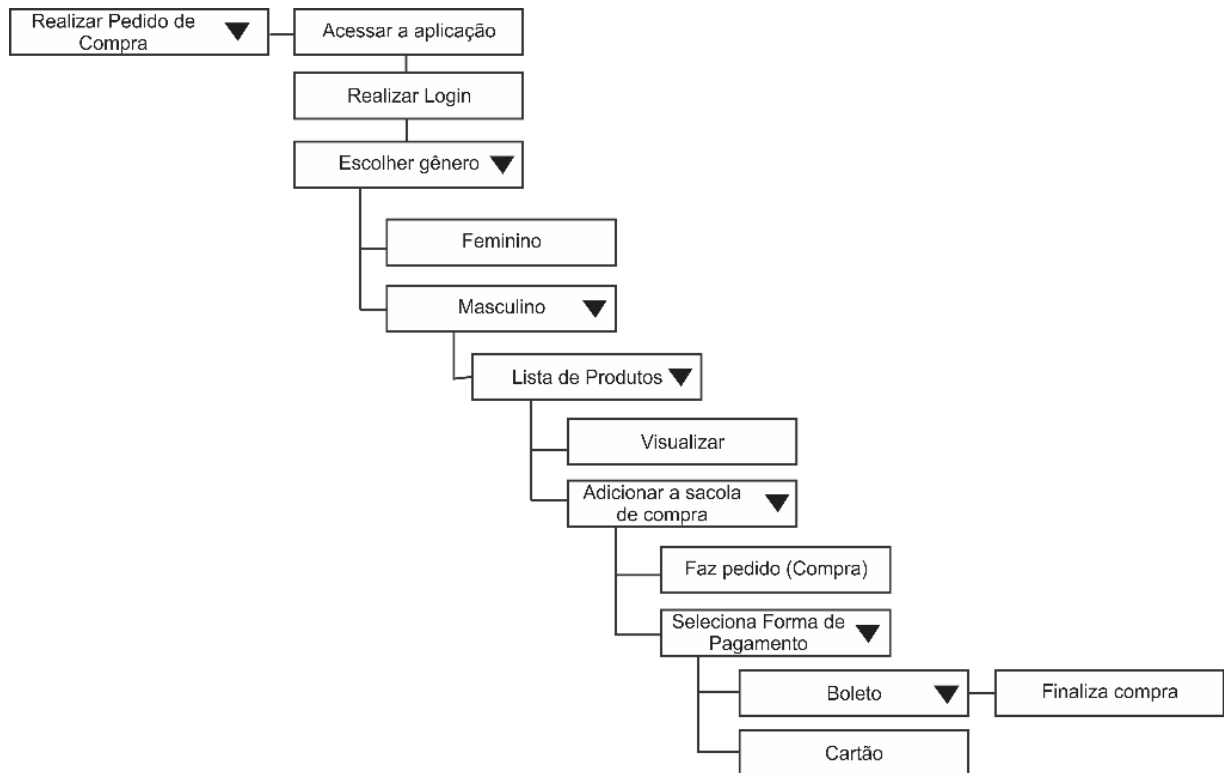 Realizar Pedido de
Compra
Acessar a aplicação
Realizar Login
Escolher gênero
Feminino
Masculino
Lista de Produtos
Visualizar
Adicionar a sacola
de compra
Faz pedido (Compra)
Seleciona Forma de
Pagamento
Boleto
Finaliza compra
Cartão